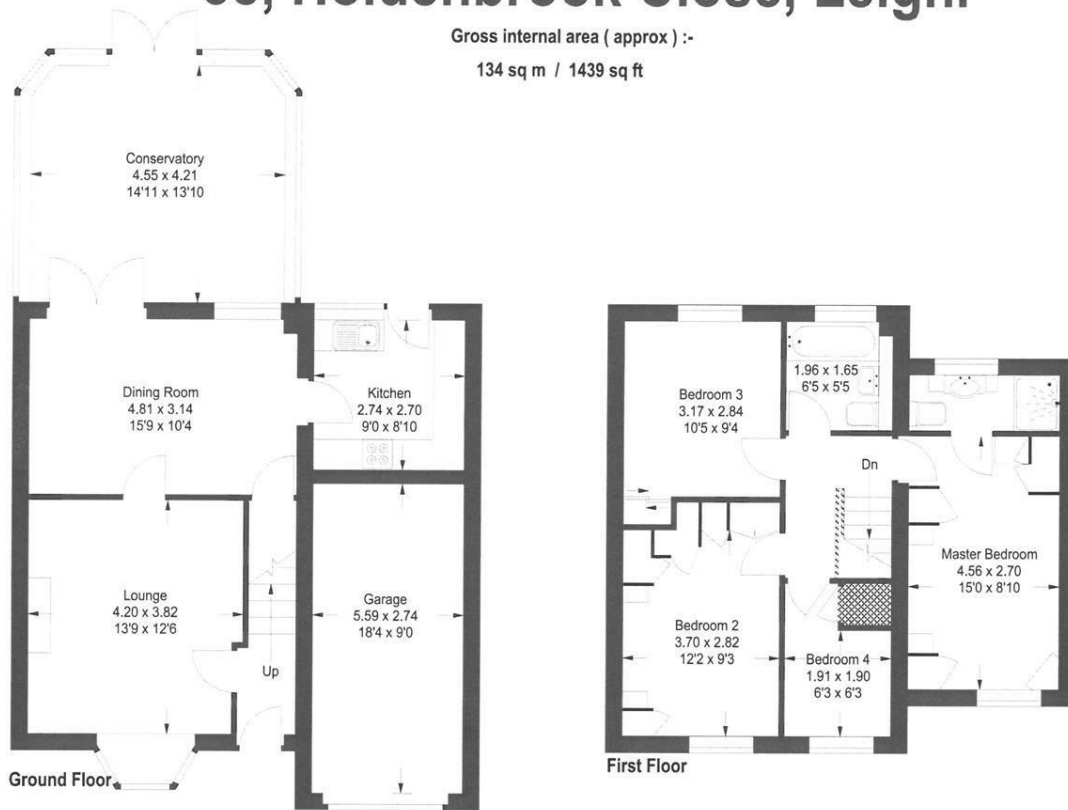 Gross internal area ( approx ) :-
134 sq m / 1439 sq ft
Conservatory
4.55 x 4.21
14'11 x 13'10
Dining Room
4.81 x 3.14
15'9 x 10'4
Kitchen
2.74 x 2.70
9'0 x 8'10
Lounge
4.20 x 3.82
13'9 x 12'6
Up
Garage
5.59 x 2.74
18'4 x 9'0
Ground Floor
Bedroom 3
3.17 x 2.84
10'5 x 9'4
1.96 x 1.65
6'5 x 5'5
Dn
Master Bedroom
4.56 x 2.70
15'0 x 8'10
Bedroom 2
3.70 x 2.82
12'2 x 9'3
Bedroom 4
1.91 x 1.90
6'3 x 6'3
First Floor